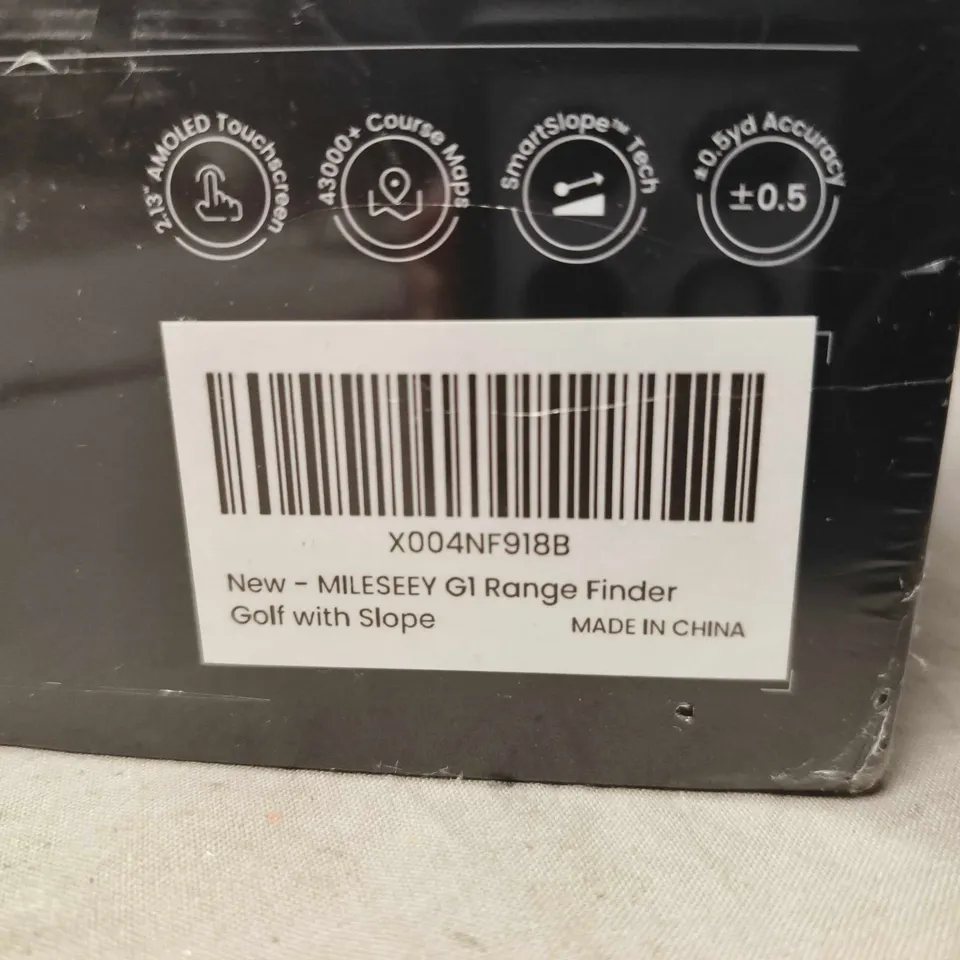 2.13" AMOLED Touchscreen
43000+ Course Maps
SmartSlope™ Tech
±0.5yd Accuracy
±0.5
X004NF918B
New - MILESEEY G1 Range Finder
Golf with Slope
MADE IN CHINA